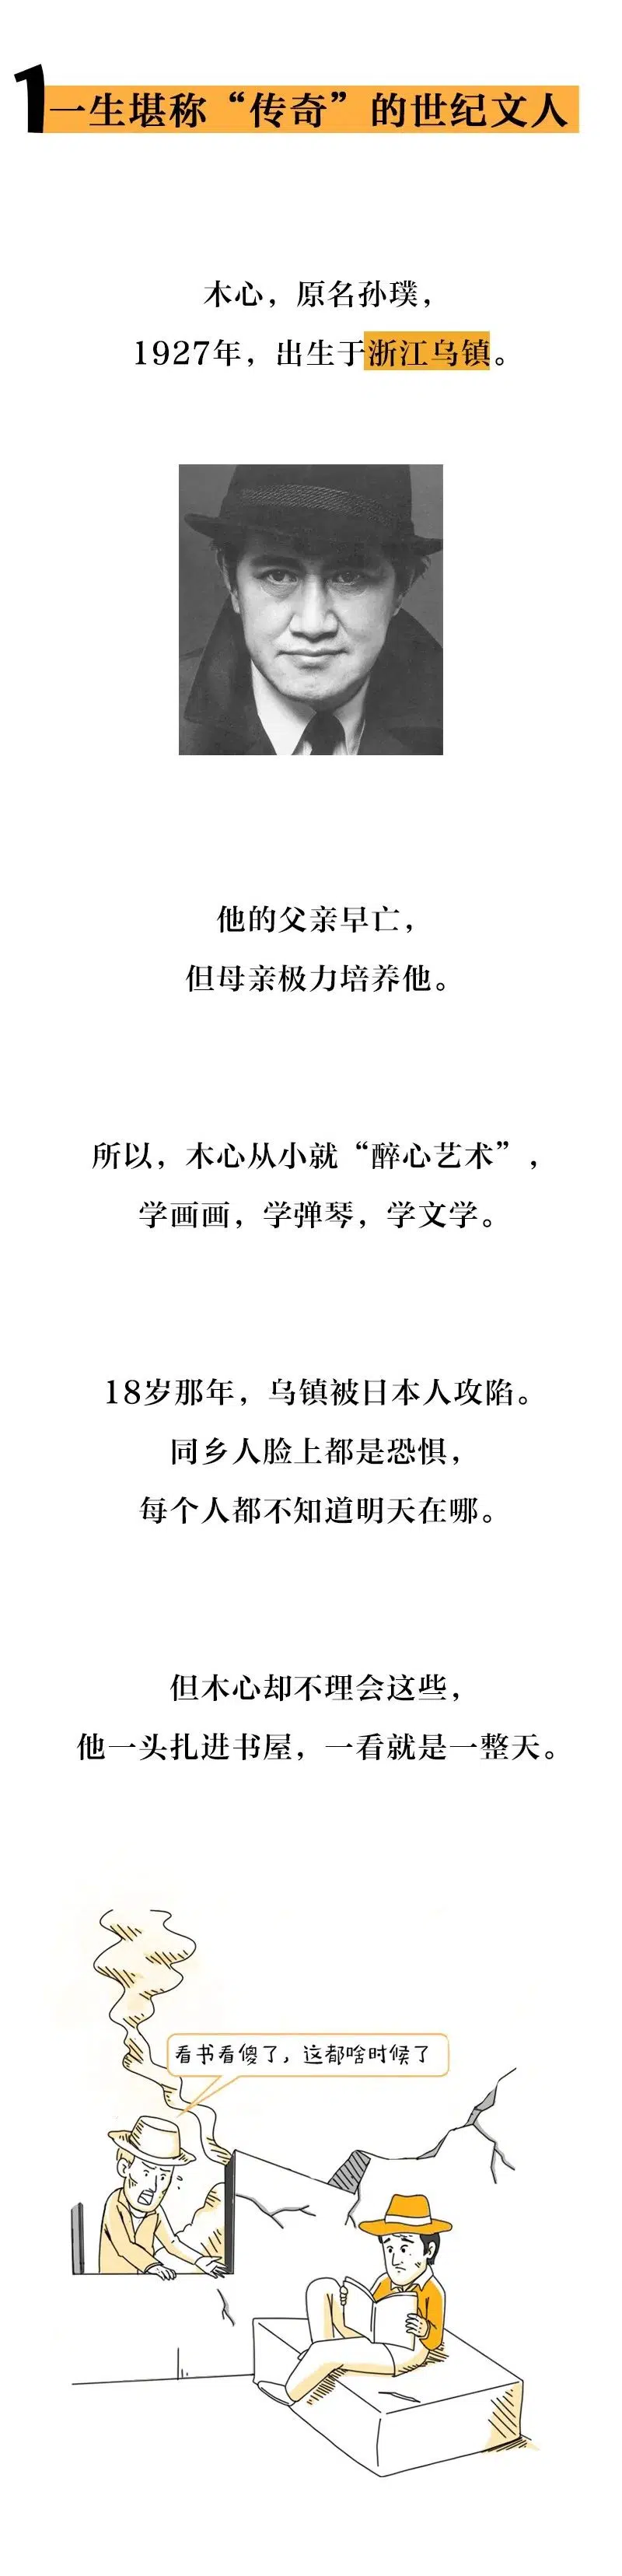 1
一生堪称“传奇”的世纪文人
木心，原名孙璞，
1927年，出生于浙江乌镇。
他的父亲早亡，
但母亲极力培养他。
所以，木心从小就“醉心艺术”，
学画画，学弹琴，学文学。
18岁那年，乌镇被日本人攻陷。
同乡人脸上都是恐惧，
每个人都不知道明天在哪。
但木心却不理会这些，
他一头扎进书屋，一看就是一整天。
看书看傻了，这都啥时候了